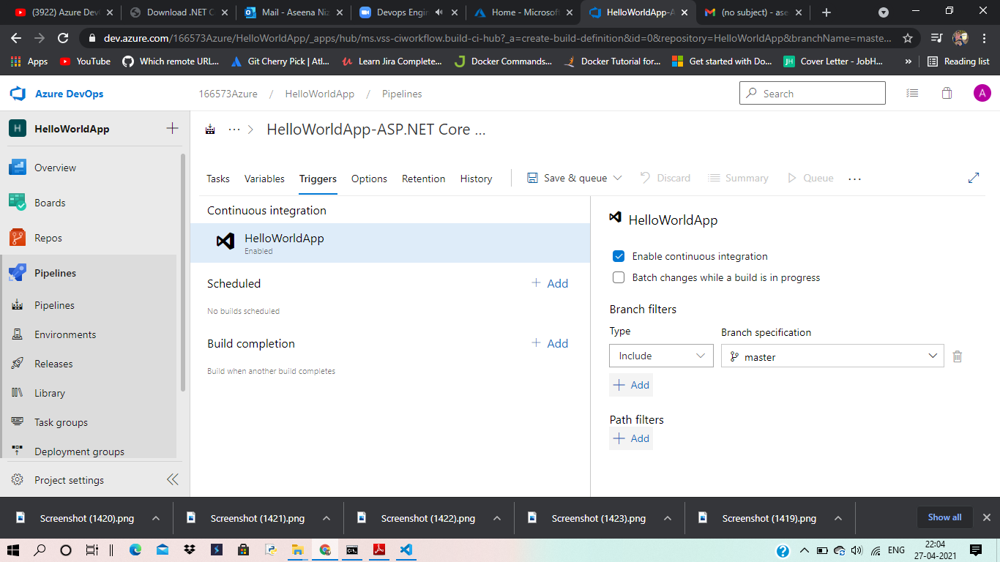 (3922) Azure Dev
Download .NET C
Mail - Aseena Niz
Devops Engin
Home - Microsoft
HelloWorldApp-A
(no subject) - ase
dev.azure.com/166573Azure/HelloWorldApp/_apps/hub/ms.vss-ciworkflow.build-ci-hub?_a=create-build-definition&id=0&repository=HelloWorldApp&branchName=maste...
Apps
YouTube
Which remote URL...
Git Cherry Pick | Atl...
Learn Jira Complete...
Docker Commands...
Docker Tutorial for...
Get started with Do...
JH
Cover Letter - JobH...
»
Reading list
Azure DevOps
166573Azure / HelloWorldApp / Pipelines
Search
A
H
HelloWorldApp
Overview
Boards
Repos
Pipelines
Pipelines
Environments
Releases
Library
Task groups
Deployment groups
Project settings
... > HelloWorldApp-ASP.NET Core ...
Tasks
Variables
Triggers
Options
Retention
History
Save & queue
Discard
Summary
Queue
...
Continuous integration
HelloWorldApp
Enabled
Scheduled
+ Add
No builds scheduled
Build completion
+ Add
Build when another build completes
HelloWorldApp
Enable continuous integration
Batch changes while a build is in progress
Branch filters
Type
Branch specification
Include
master
+ Add
Path filters
+ Add
Screenshot (1420).png
Screenshot (1421).png
Screenshot (1422).png
Screenshot (1423).png
Screenshot (1419).png
Show all
ENG
22:04
27-04-2021